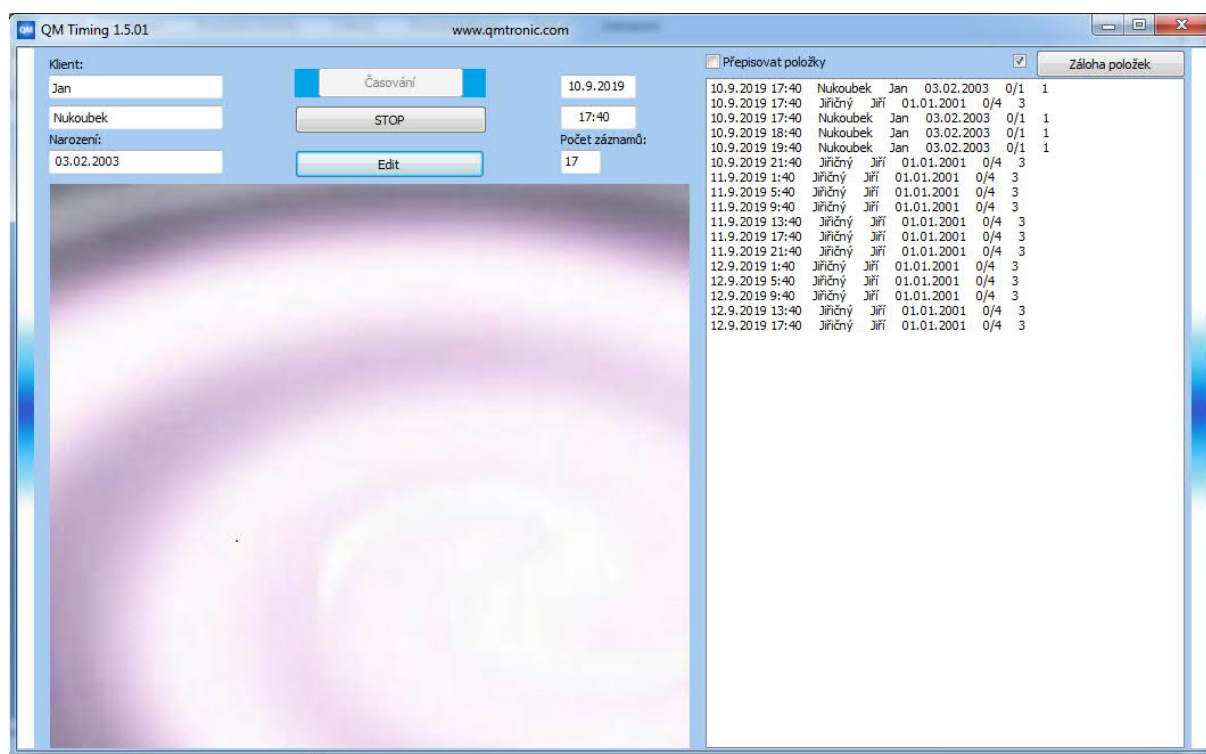 QM QM Timing 1.5.01 www.qmtronic.com
Klient:
Jan
Nukoubek
Narození:
03.02.2003
Časování
STOP
Edit
10.9.2019
17:40
Počet záznamů:
17
Přepisovat položky
Záloha položek
10.9.2019 17:40 Nukoubek Jan 03.02.2003 0/1 1
10.9.2019 17:40 Jiřičný Jiří 01.01.2001 0/4 3
10.9.2019 17:40 Nukoubek Jan 03.02.2003 0/1 1
10.9.2019 18:40 Nukoubek Jan 03.02.2003 0/1 1
10.9.2019 19:40 Nukoubek Jan 03.02.2003 0/1 1
10.9.2019 21:40 Jiřičný Jiří 01.01.2001 0/4 3
11.9.2019 1:40 Jiřičný Jiří 01.01.2001 0/4 3
11.9.2019 5:40 Jiřičný Jiří 01.01.2001 0/4 3
11.9.2019 9:40 Jiřičný Jiří 01.01.2001 0/4 3
11.9.2019 13:40 Jiřičný Jiří 01.01.2001 0/4 3
11.9.2019 17:40 Jiřičný Jiří 01.01.2001 0/4 3
11.9.2019 21:40 Jiřičný Jiří 01.01.2001 0/4 3
12.9.2019 1:40 Jiřičný Jiří 01.01.2001 0/4 3
12.9.2019 5:40 Jiřičný Jiří 01.01.2001 0/4 3
12.9.2019 9:40 Jiřičný Jiří 01.01.2001 0/4 3
12.9.2019 13:40 Jiřičný Jiří 01.01.2001 0/4 3
12.9.2019 17:40 Jiřičný Jiří 01.01.2001 0/4 3